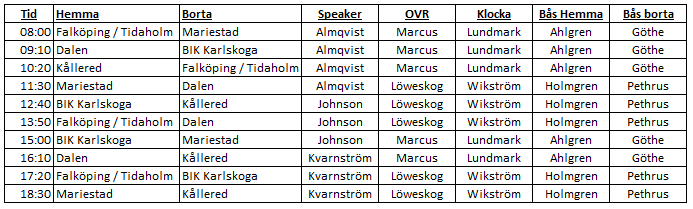 Tid Hemma Borta Speaker OVR Klocka Bås Hemma Bås borta
08:00 Falköping / Tidaholm Mariestad Almqvist Marcus Lundmark Ahlgren Göthe
09:10 Dalen BIK Karlskoga Almqvist Marcus Lundmark Ahlgren Göthe
10:20 Kållered Falköping / Tidaholm Almqvist Marcus Lundmark Ahlgren Göthe
11:30 Mariestad Dalen Almqvist Löweskog Wikström Holmgren Pethrus
12:40 BIK Karlskoga Kållered Johnson Löweskog Wikström Holmgren Pethrus
13:50 Falköping / Tidaholm Dalen Johnson Löweskog Wikström Holmgren Pethrus
15:00 BIK Karlskoga Mariestad Johnson Marcus Lundmark Ahlgren Göthe
16:10 Dalen Kållered Kvarnström Marcus Lundmark Ahlgren Göthe
17:20 Falköping / Tidaholm BIK Karlskoga Kvarnström Löweskog Wikström Holmgren Pethrus
18:30 Mariestad Kållered Kvarnström Löweskog Wikström Holmgren Pethrus